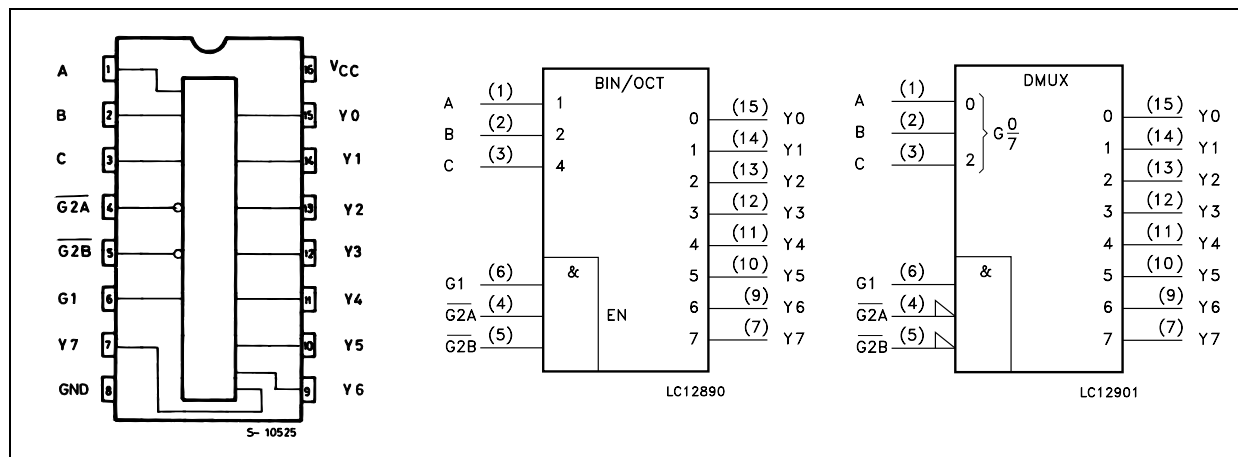 A 1 16 VCC
B 2 15 Y0
C 3 14 Y1
G2A 4 13 Y2
G2B 5 12 Y3
G1 6 11 Y4
Y7 7 10 Y5
GND 8 9 Y6
S- 10525
BIN/OCT
A (1) 1
B (2) 2
C (3) 4
0 (15) Y0
1 (14) Y1
2 (13) Y2
3 (12) Y3
4 (11) Y4
5 (10) Y5
6 (9) Y6
7 (7) Y7
&
G1 (6)
G2A (4) EN
G2B (5)
LC12890
DMUX
A (1) 0
B (2) G 0/7
C (3) 2
0 (15) Y0
1 (14) Y1
2 (13) Y2
3 (12) Y3
4 (11) Y4
5 (10) Y5
6 (9) Y6
7 (7) Y7
&
G1 (6)
G2A (4)
G2B (5)
LC12901